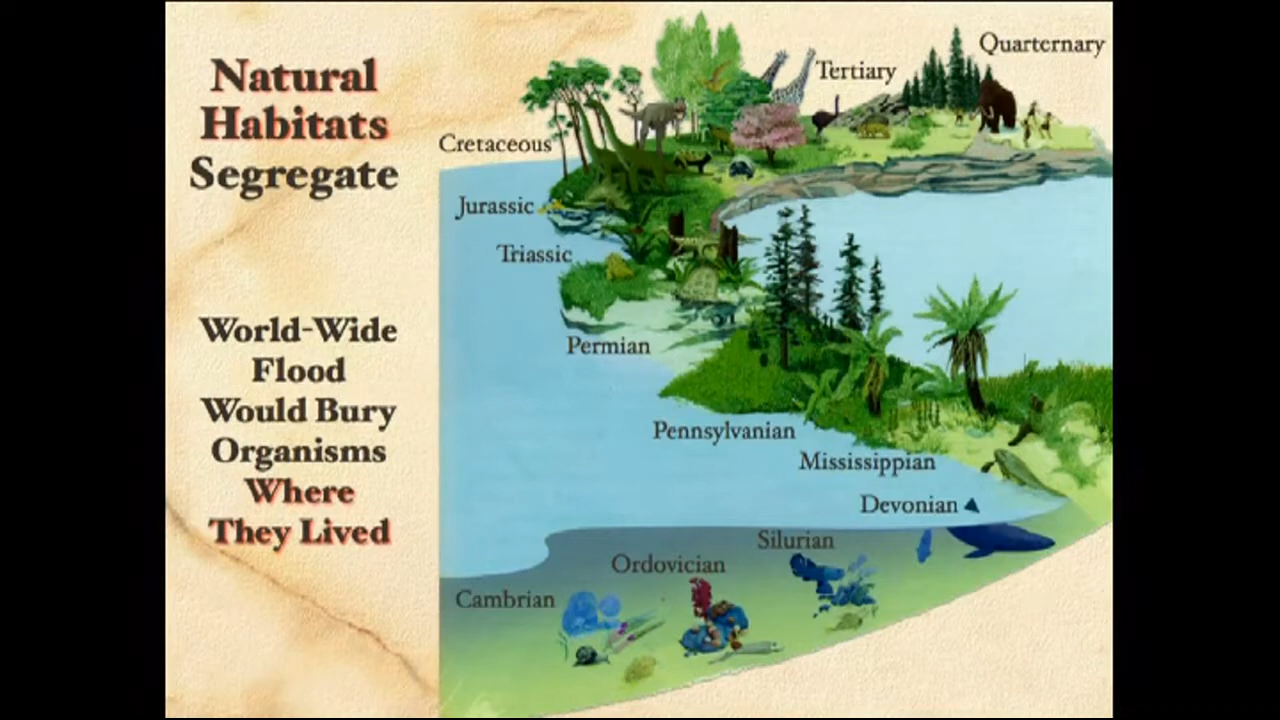 Natural
Habitats
Segregate
World-Wide
Flood
Would Bury
Organisms
Where
They Lived
Quarternary
Tertiary
Cretaceous
Jurassic
Triassic
Permian
Pennsylvanian
Mississippian
Devonian
Silurian
Ordovician
Cambrian